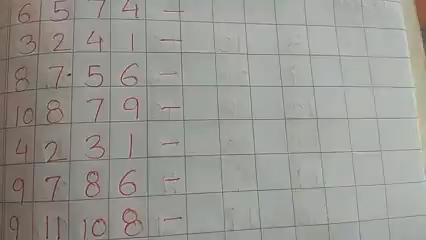 6 5 7 4 -
3 2 4 1 -
8 7 5 6 -
10 8 7 9 -
4 2 3 1 -
9 7 8 6 -
9 11 10 8 -